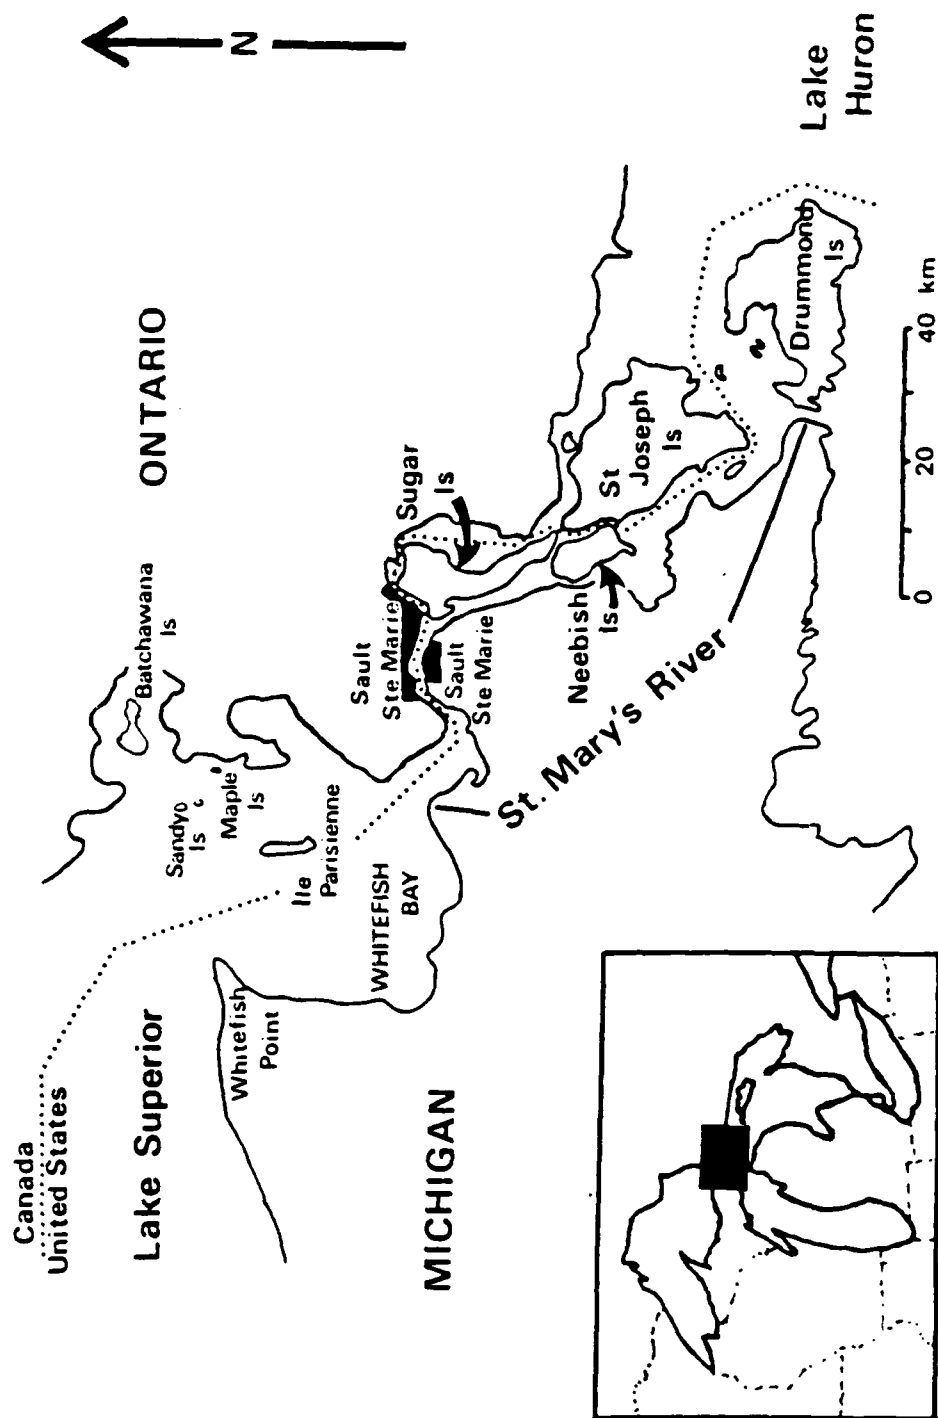 Canada
United States
Lake Superior
Whitefish
Point
MICHIGAN
WHITEFISH
BAY
Ile
Parisienne
Sandyo
Is
Maple
Is
Batchawana
Is
ONTARIO
N
Sault
Ste Marie
Sault
Ste Marie
Sugar
Is
Neebish
Is
St
Joseph
Is
St. Mary's River
Drummond
Is
Lake
Huron
0 20 40 km